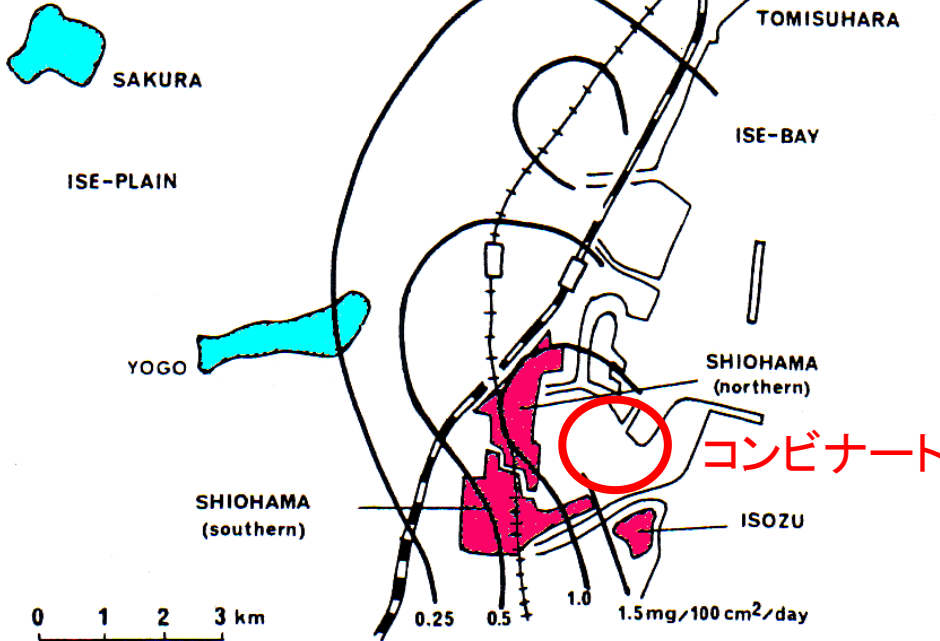 TOMISUHARA
SAKURA
ISE-BAY
ISE-PLAIN
YOGO
SHIOHAMA
(northern)
コンビナート
SHIOHAMA
(southern)
ISOZU
0 1 2 3 km
0.25 0.5 1.0 1.5 mg/100 cm²/day